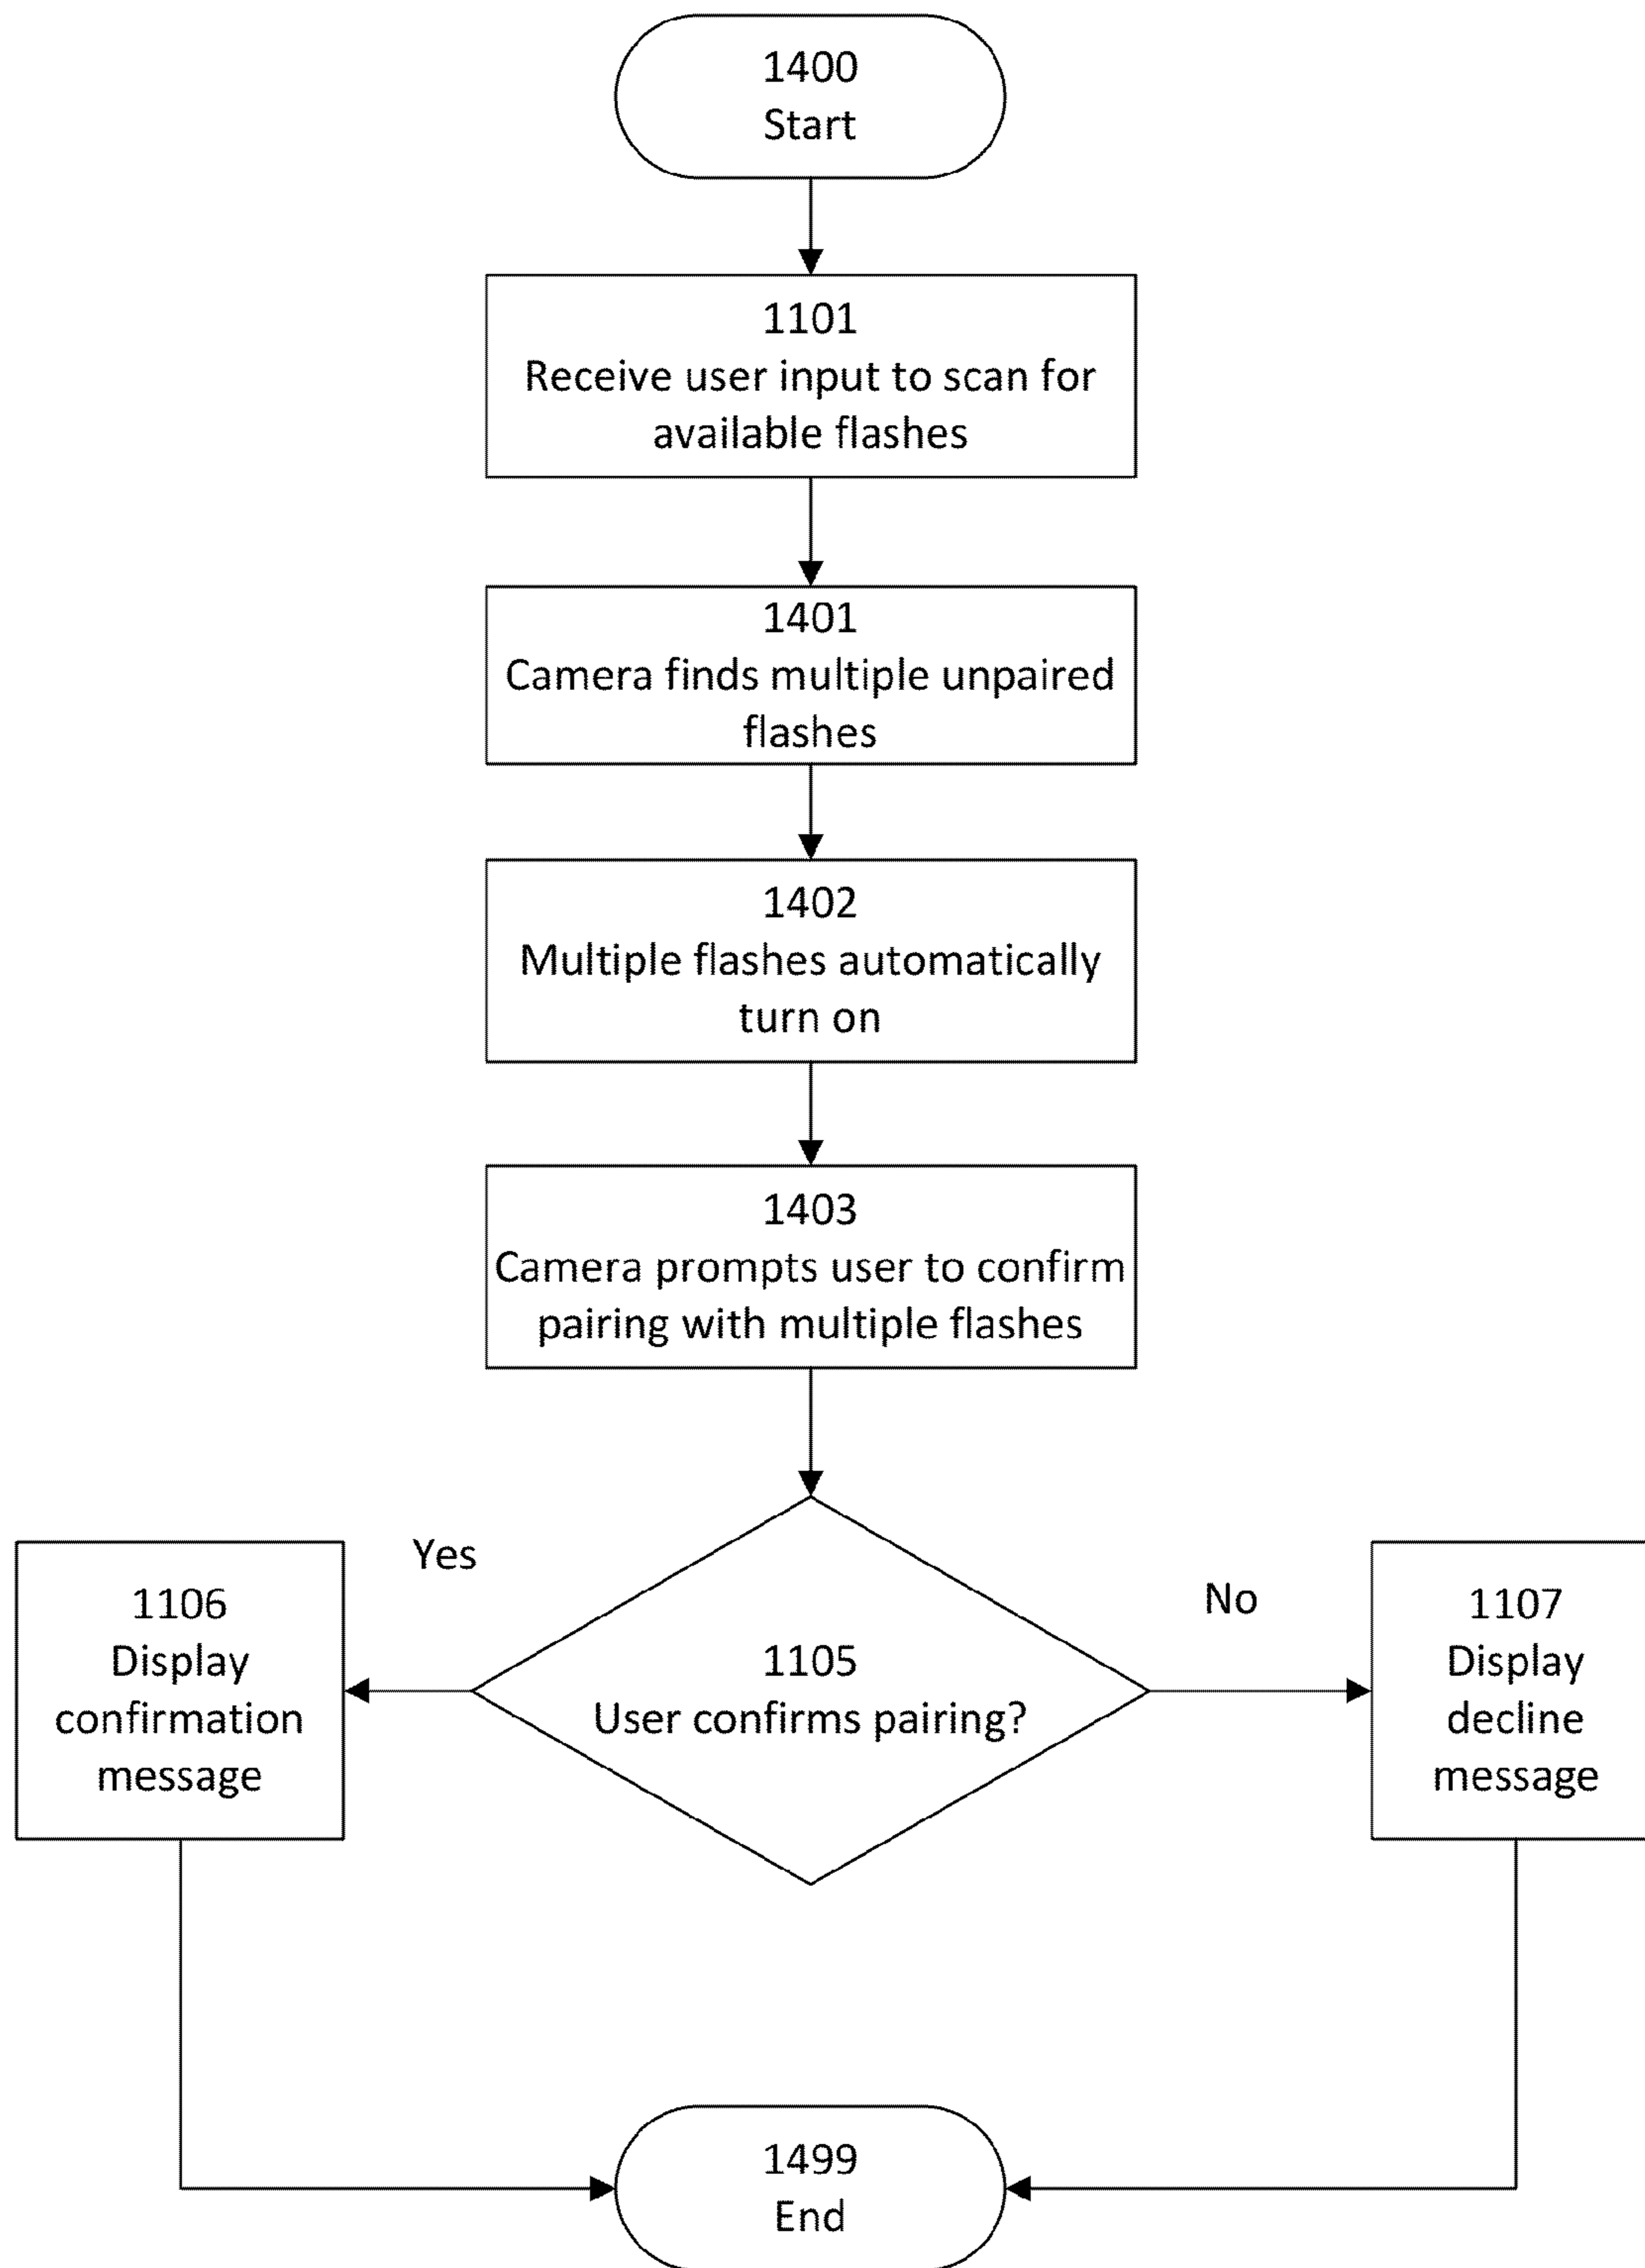 1400
Start
1101
Receive user input to scan for
available flashes
1401
Camera finds multiple unpaired
flashes
1402
Multiple flashes automatically
turn on
1403
Camera prompts user to confirm
pairing with multiple flashes
Yes
No
1106
Display
confirmation
message
1105
User confirms pairing?
1107
Display
decline
message
1499
End